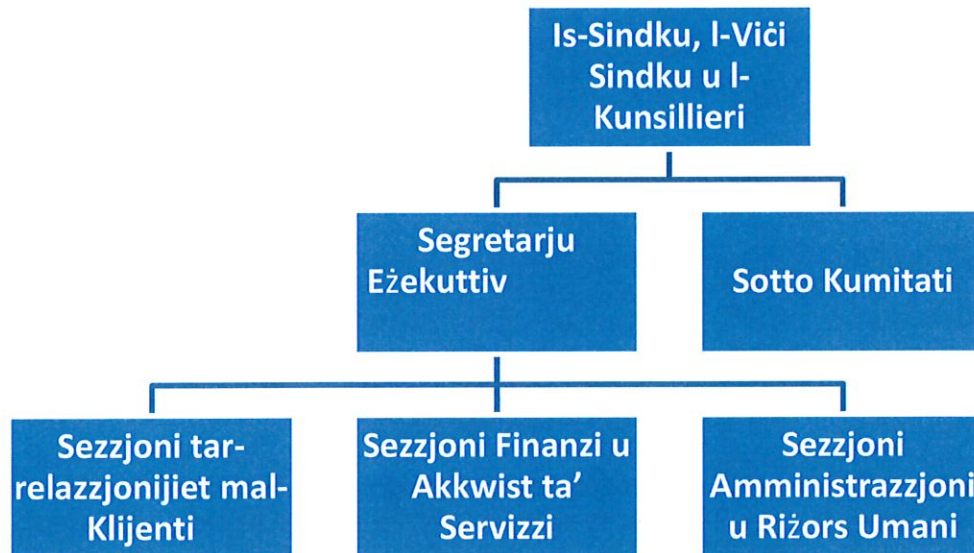 Is-Sindku, l-Viċi
Sindku u l-
Kunsillieri
Segretarju
Eżekuttiv
Sotto Kumitati
Sezzjoni tar-
relazzjonijiet mal-
Klijenti
Sezzjoni Finanzi u
Akkwist ta’
Servizzi
Sezzjoni
Amministrazzjoni
u Riżors Umani